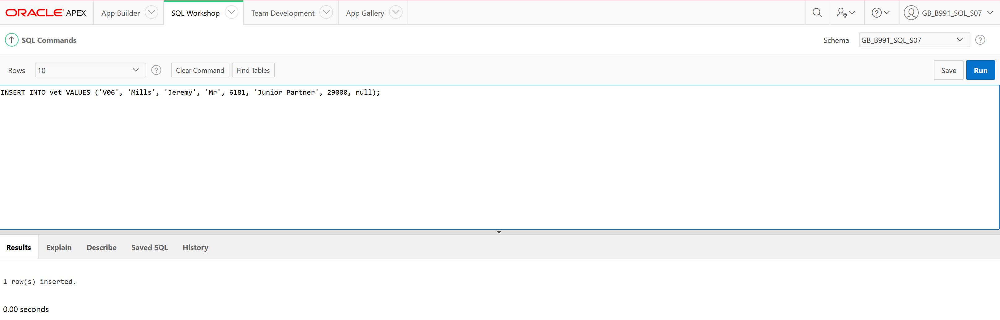 ORACLE APEX App Builder SQL Workshop Team Development App Gallery GB_B991_SQL_S07
SQL Commands Schema GB_B991_SQL_S07
Rows 10 Clear Command Find Tables Save Run
INSERT INTO vet VALUES ('V06', 'Mills', 'Jeremy', 'Mr', 6181, 'Junior Partner', 29000, null);
Results Explain Describe Saved SQL History
1 row(s) inserted.
0.00 seconds